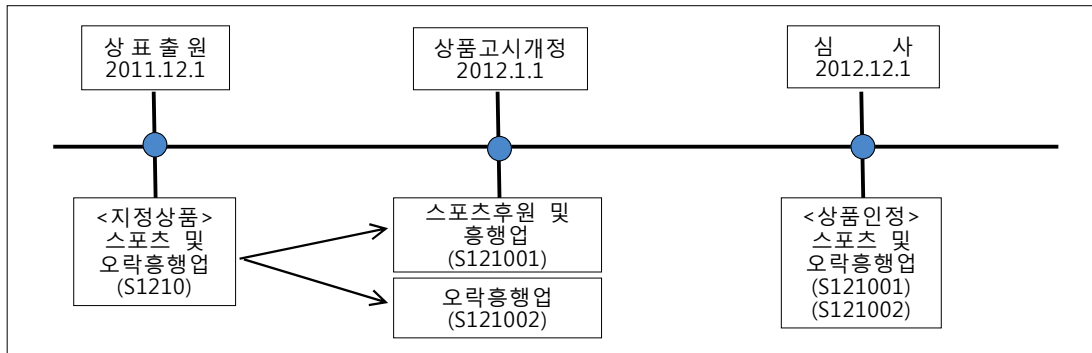 상 표 출 원
2011.12.1
상품고시개정
2012.1.1
심 사
2012.12.1
<지정상품>
스포츠 및
오락흥행업
(S1210)
스포츠후원 및
흥행업
(S121001)
오락흥행업
(S121002)
<상품인정>
스포츠 및
오락흥행업
(S121001)
(S121002)